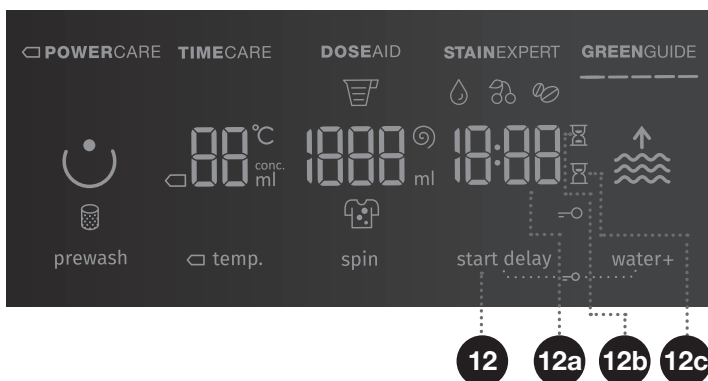 POWERCARE TIMECARE DOSEAID STAINEXPERT GREENGUIDE
88 °C 1888 18:88
conc.
ml ml
prewash temp. spin start delay water+
12 12a 12b 12c